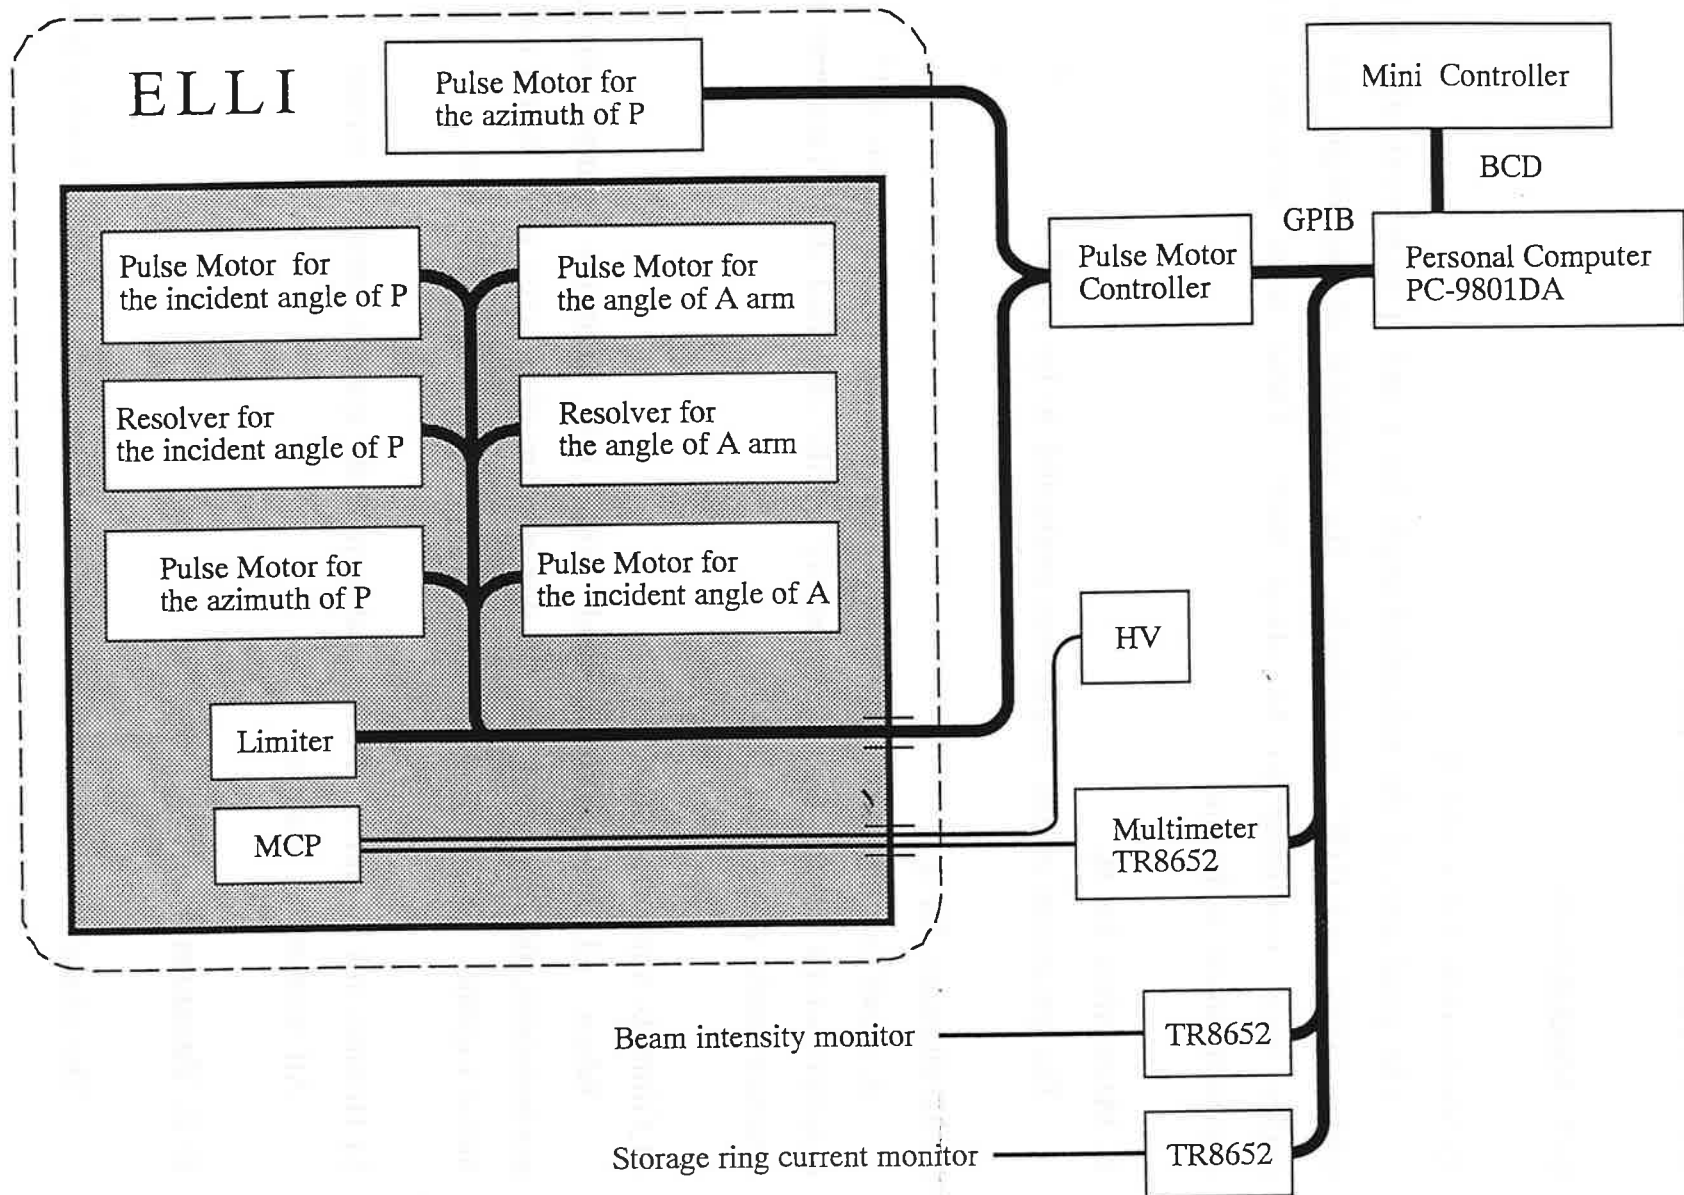 ELLI
Pulse Motor for
the azimuth of P
Mini Controller
BCD
GPIB
Pulse Motor for
the incident angle of P
Pulse Motor for
the angle of A arm
Pulse Motor
Controller
Personal Computer
PC-9801DA
Resolver for
the incident angle of P
Resolver for
the angle of A arm
Pulse Motor for
the azimuth of P
Pulse Motor for
the incident angle of A
HV
Limiter
MCP
Multimeter
TR8652
Beam intensity monitor
TR8652
Storage ring current monitor
TR8652